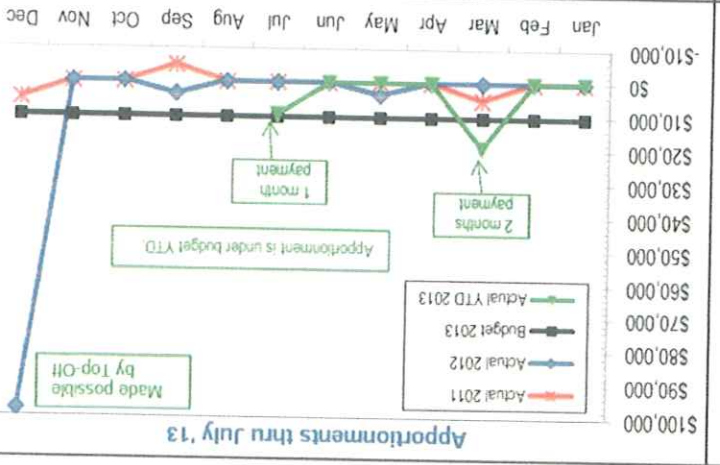 Apportionments thru July '13
$100,000
$90,000
$80,000
$70,000
$60,000
$50,000
$40,000
$30,000
$20,000
$10,000
$0
-$10,000
Actual 2011
Actual 2012
Budget 2013
Actual YTD 2013
Made possible
by Top-Off
Apportionment is under budget YTD.
2 months
payment
1 month
payment
Jan Feb Mar Apr May Jun Jul Aug Sep Oct Nov Dec